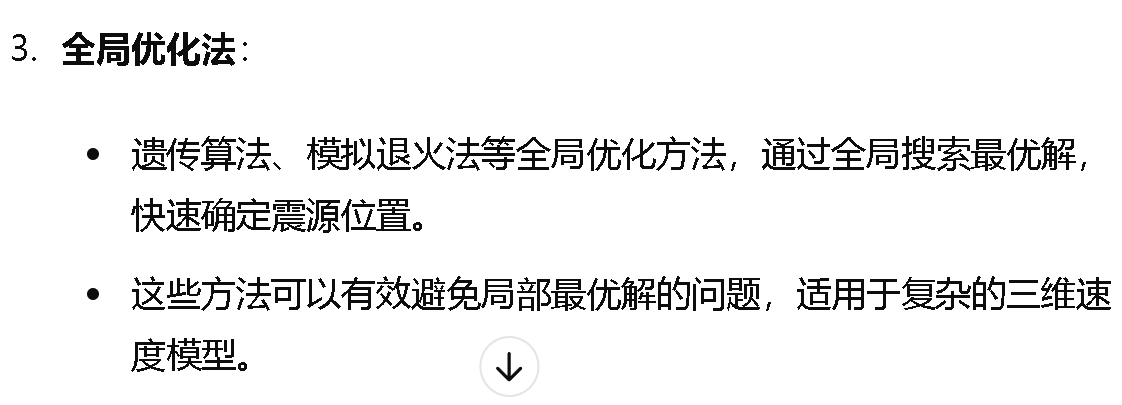 3. 全局优化法:
• 遗传算法、模拟退火法等全局优化方法，通过全局搜索最优解，
快速确定震源位置。
• 这些方法可以有效避免局部最优解的问题，适用于复杂的三维速
度模型。